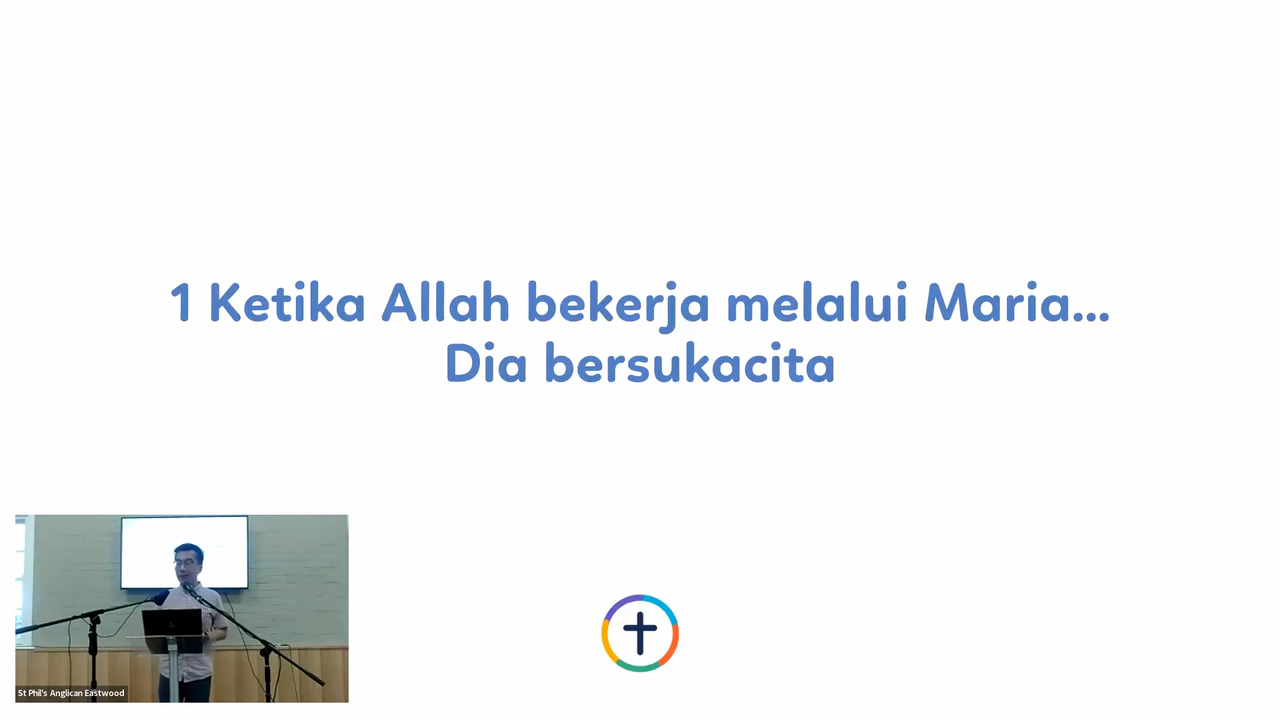 1 Ketika Allah bekerja melalui Maria...
Dia bersukacita
St Phil's Anglican Eastwood